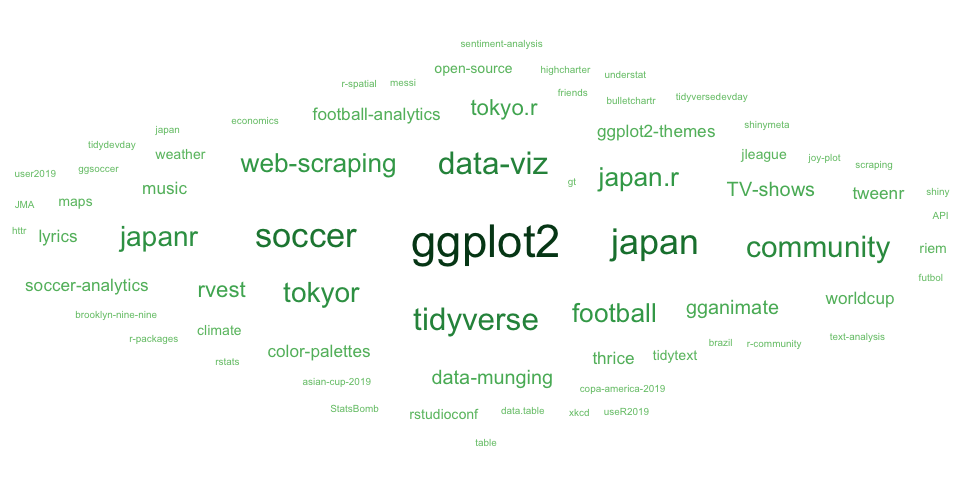 sentiment-analysis
open-source highcharter understat
r-spatial messi friends bulletchartr tidyversedevday
economics football-analytics tokyo.r ggplot2-themes shinymeta
japan tidydevday weather web-scraping data-viz jleague joy-plot scraping
user2019 ggsoccer music gt japan.r TV-shows tweenr shiny
JMA maps API
httr lyrics japanr soccer ggplot2 japan community riem
soccer-analytics rvest tokyor gganimate worldcup futbol
brooklyn-nine-nine climate tidyverse football
r-packages color-palettes thrice tidytext brazil r-community text-analysis
rstats asian-cup-2019 data-munging copa-america-2019
StatsBomb rstudioconf data.table xkcd useR2019
table